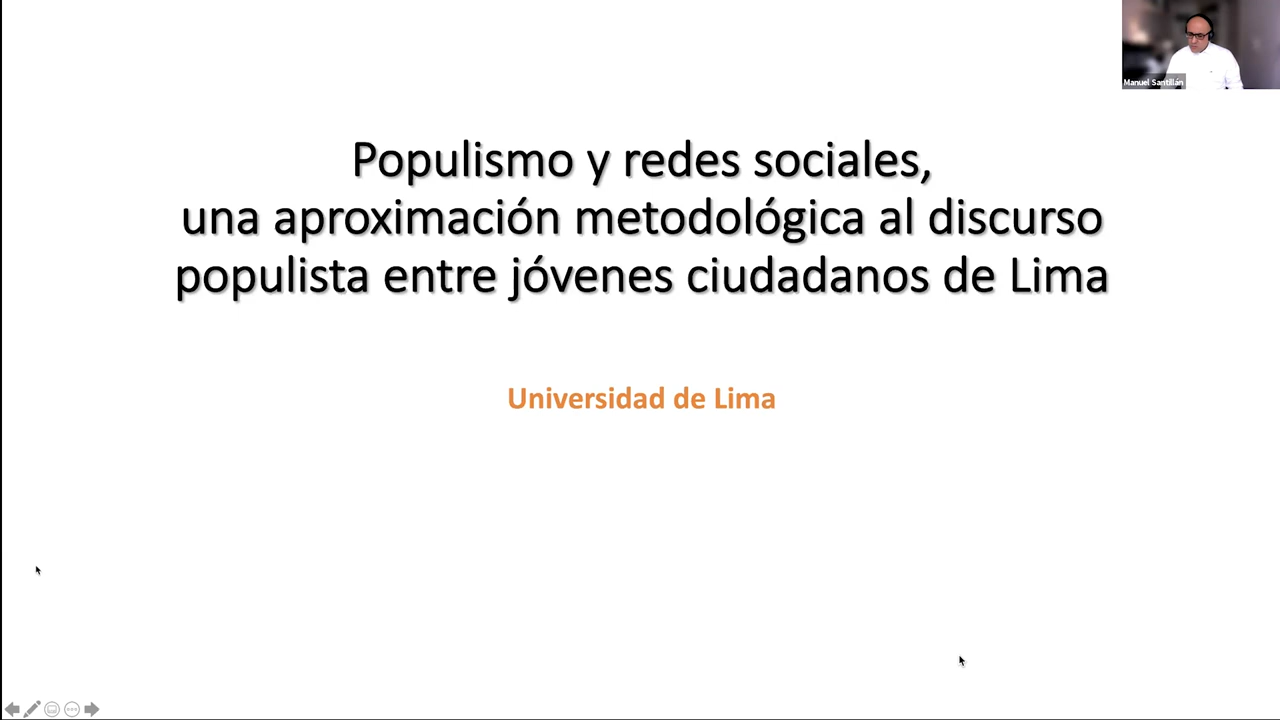 Manuel Santillán
Populismo y redes sociales,
una aproximación metodológica al discurso
populista entre jóvenes ciudadanos de Lima
Universidad de Lima